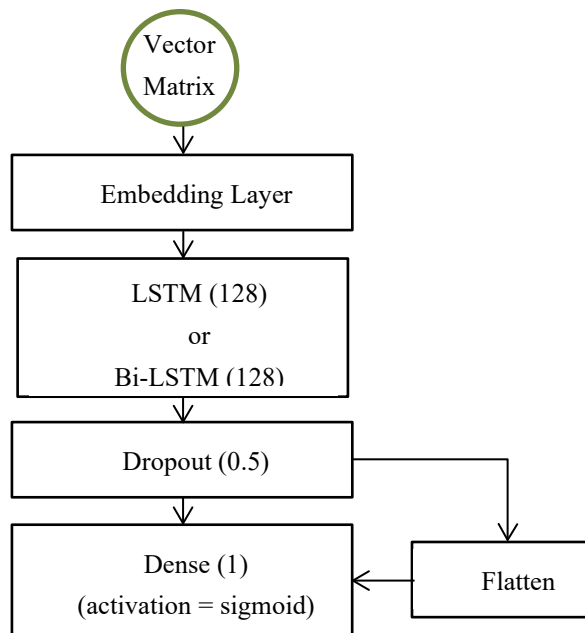 Vector
Matrix
Embedding Layer
LSTM (128)
or
Bi-LSTM (128)
Dropout (0.5)
Dense (1)
(activation = sigmoid)
Flatten